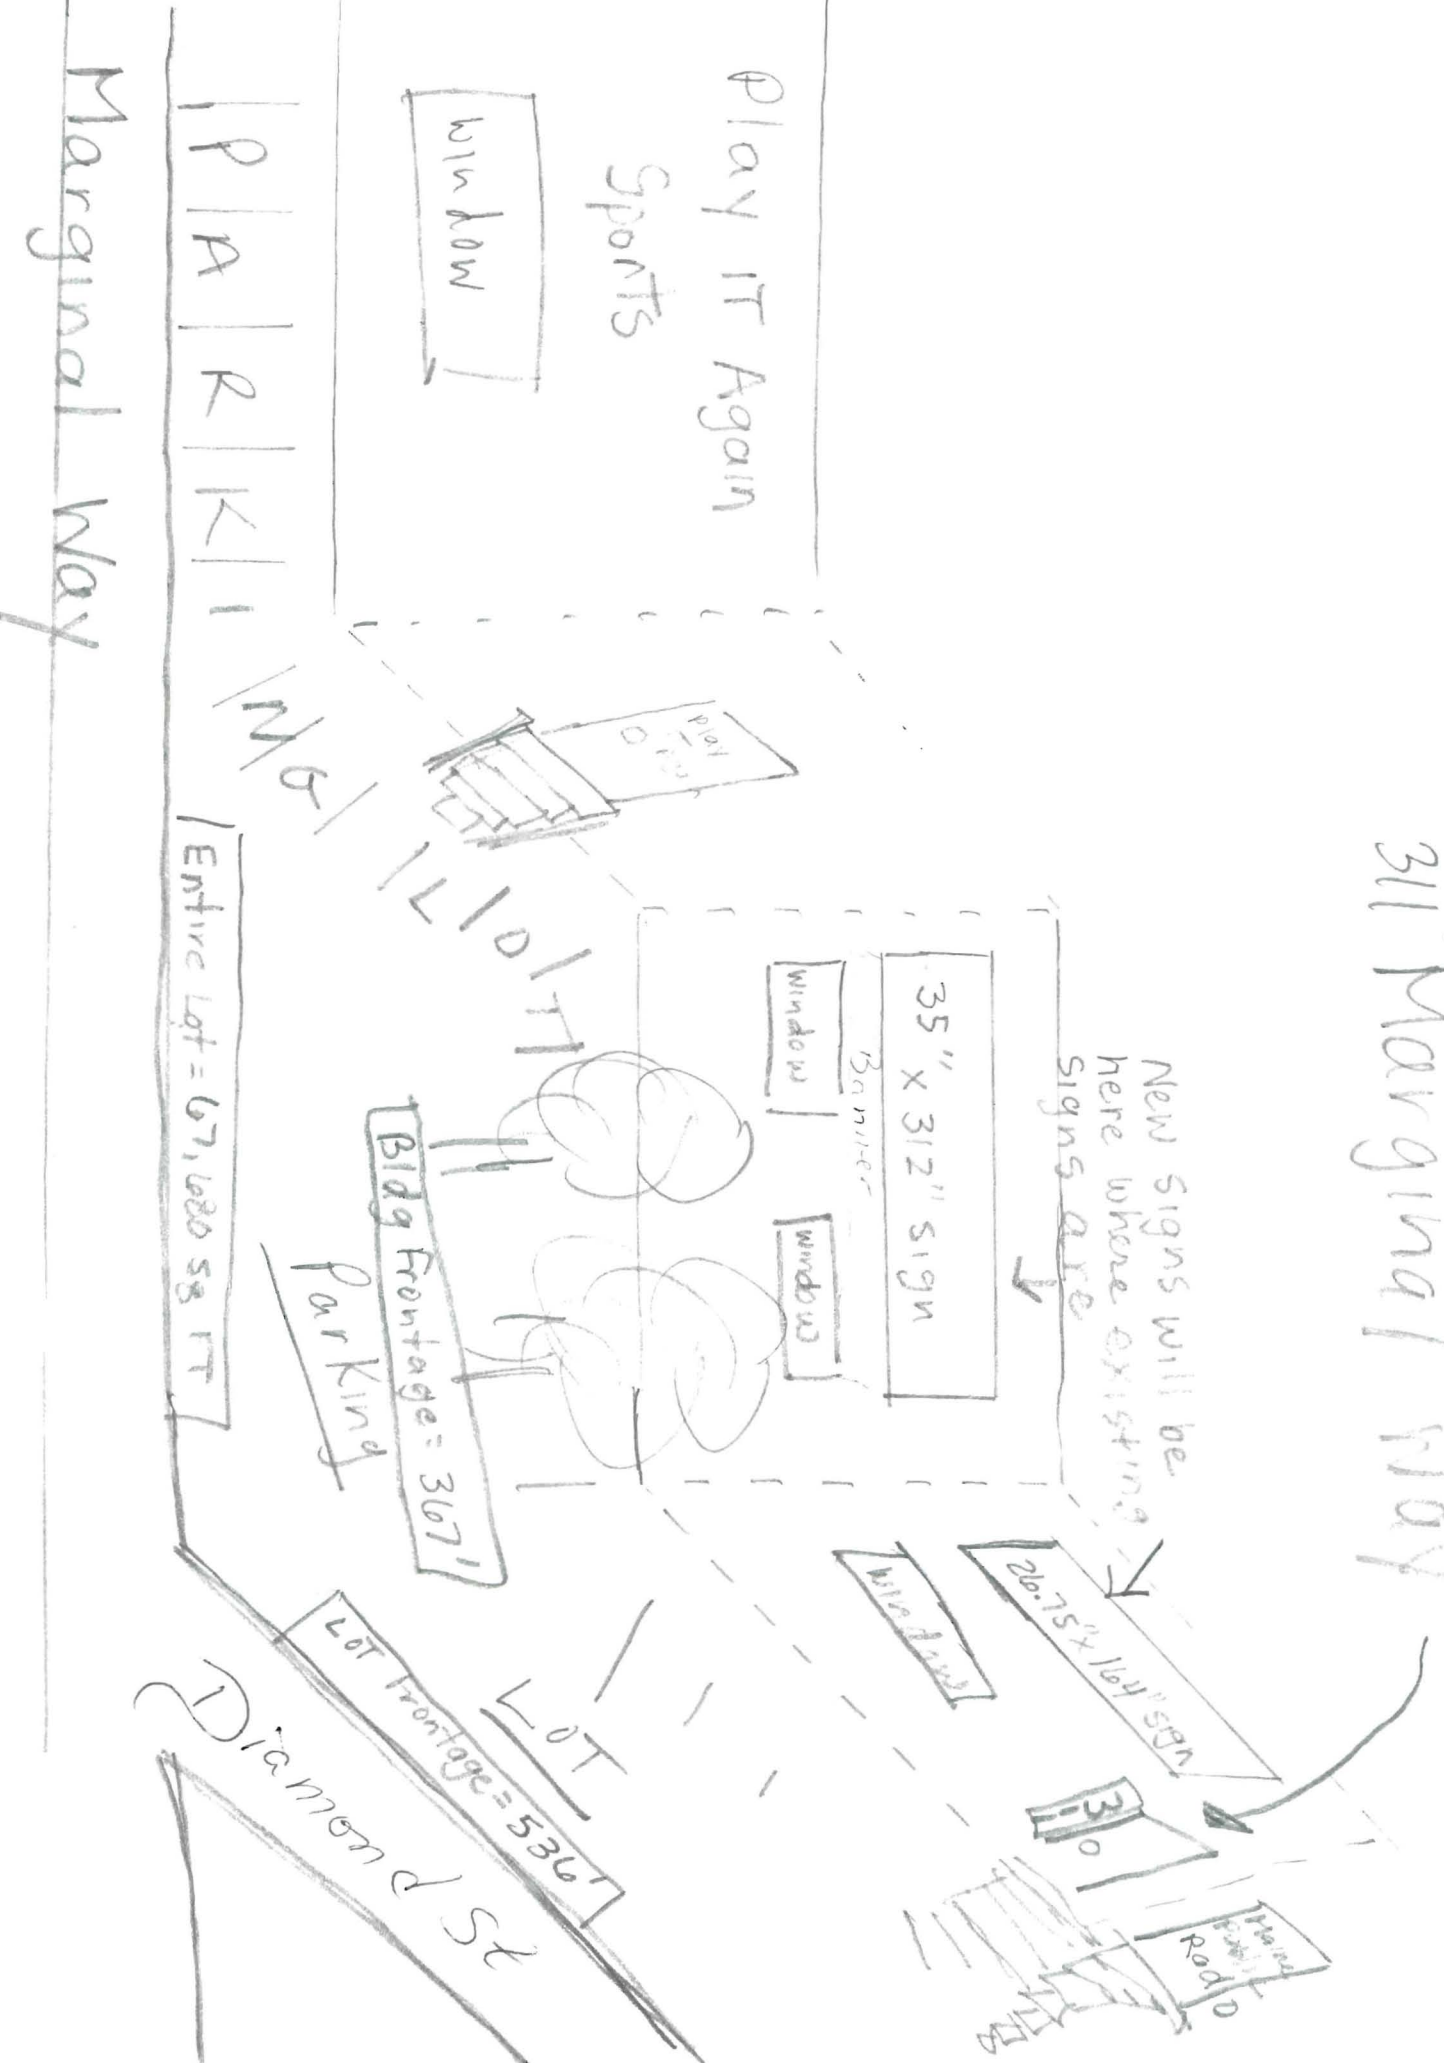 311 Marginal Way
New signs will be
here where existing
signs are
Play IT Again
Sports
window
35" x 312" sign
Banner
window
window
26.75" x 164" sign
window
311
Play
P A R K I N G L O T
Bldg Frontage = 367'
Parking
LOT
Entire Lot = 67,680 sq FT
LOT frontage = 536'
Marginal Way
Diamond St